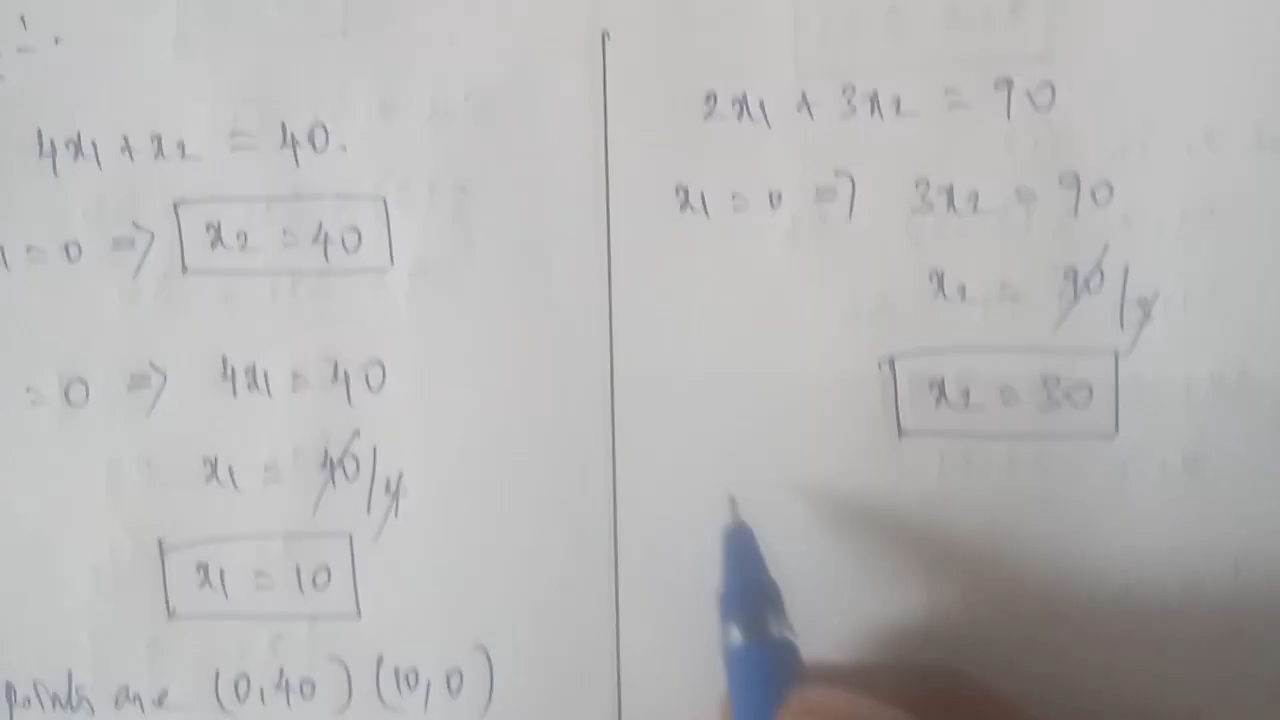 4x1 + x2 = 40.
1 = 0 => x2 = 40
= 0 => 4x1 = 40
x1 = 40/4
x1 = 10
points are (0,40) (10,0)
2x1 + 3x2 = 90
x1 = 0 => 3x2 = 90
x2 = 90/3
x2 = 30